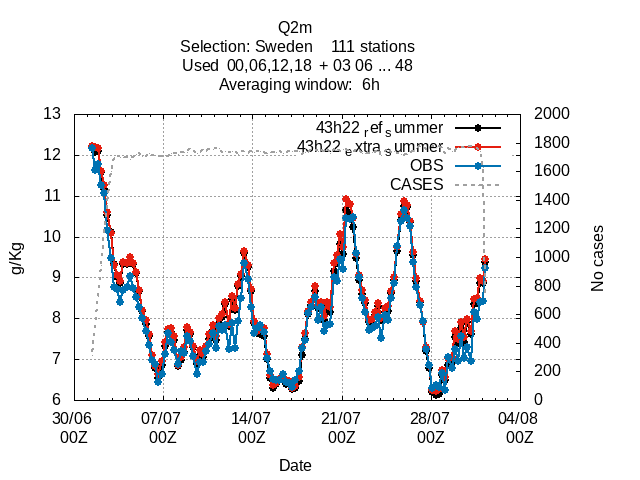 Q2m
Selection: Sweden 111 stations
Used 00,06,12,18 + 03 06 ... 48
Averaging window: 6h
13
12
11
10
9
8
7
6
g/Kg
2000
1800
1600
1400
1200
1000
800
600
400
200
0
No cases
43h22 ref summer
43h22 extra summer
OBS
CASES
30/06 07/07 14/07 21/07 28/07 04/08
00Z 00Z 00Z 00Z 00Z 00Z
Date